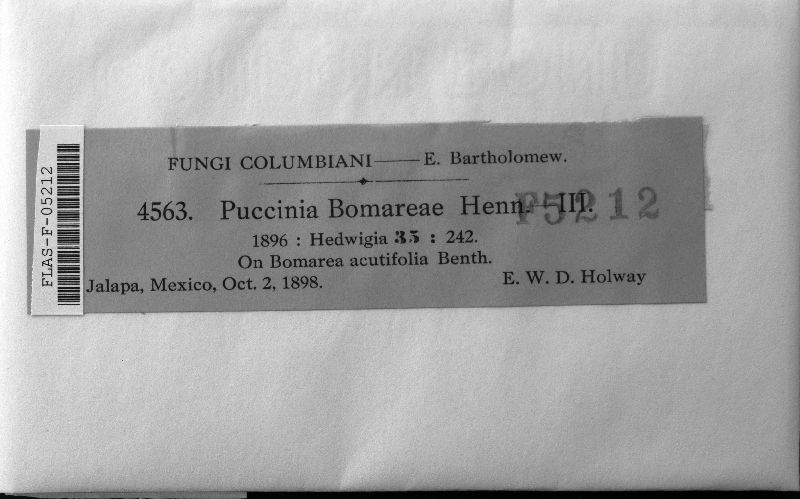 FUNGI COLUMBIANI—— E. Bartholomew.
4563. Puccinia Bomareae Henn.—III.
F5212
1896 : Hedwigia 35 : 242.
On Bomarea acutifolia Benth.
Jalapa, Mexico, Oct. 2, 1898. E. W. D. Holway
FLAS-F-05212